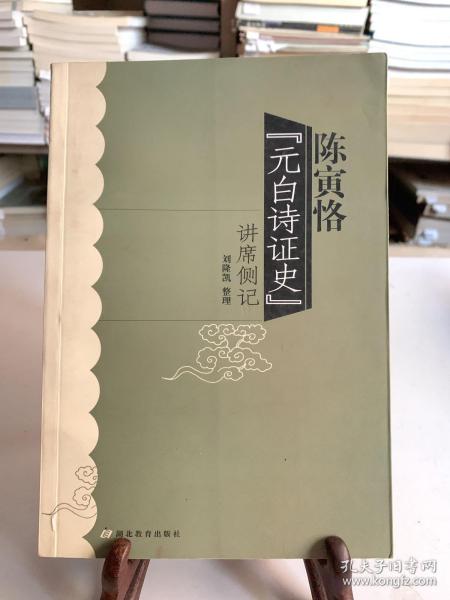 陈寅恪
『元白诗证史』
讲席侧记
刘隆凯 整理
湖北教育出版社
孔夫子旧书网
www.kongfz.com